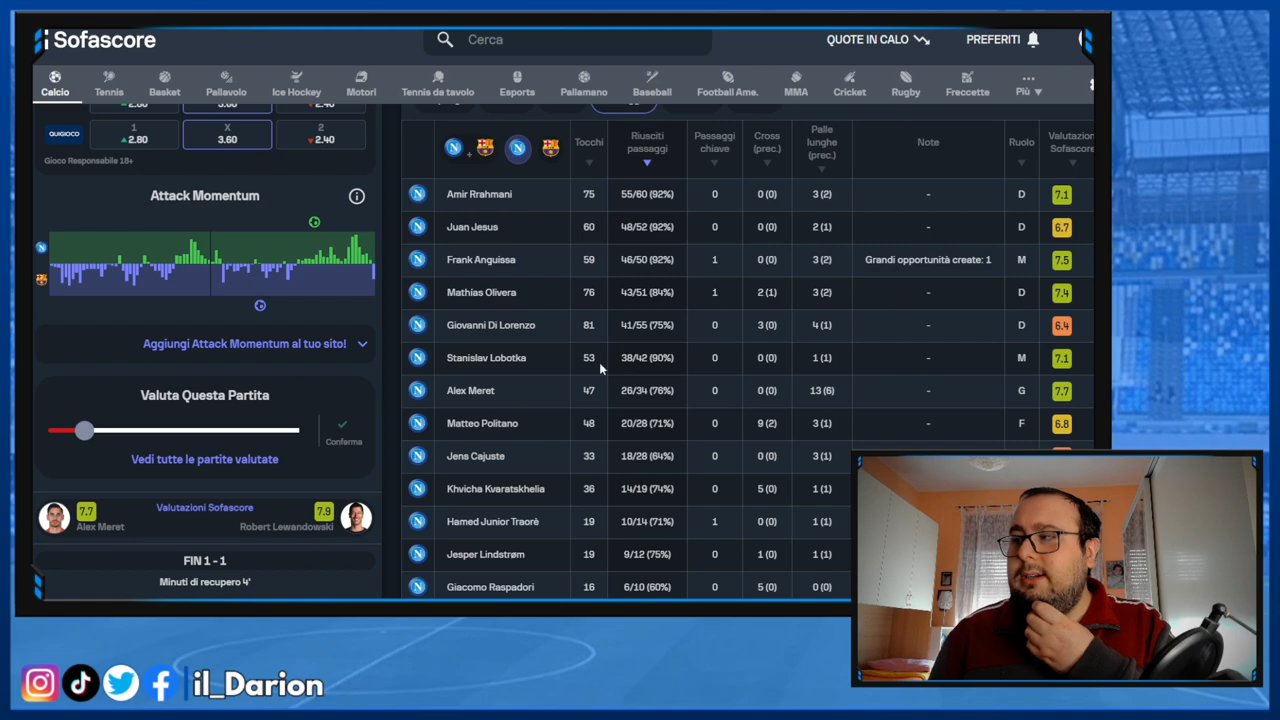 Sofascore
Cerca
QUOTE IN CALO
PREFERITI
Calcio Tennis Basket Pallavolo Ice Hockey Motori Tennis da tavolo Esports Pallamano Baseball Football Ame. MMA Cricket Rugby Freccette Più
2.80 3.60 2.40
QUIGIOCO 1 2.80 X 3.60 2 2.40
Gioco Responsabile 18+
Attack Momentum
Aggiungi Attack Momentum al tuo sito!
Valuta Questa Partita
Conferma
Vedi tutte le partite valutate
7.7 Alex Meret
Valutazioni Sofascore
7.9 Robert Lewandowski
FIN 1 - 1
Minuti di recupero 4'
Tocchi Riusciti passaggi Passaggi chiave Cross (prec.) Palle lunghe (prec.) Note Ruolo Valutazione Sofascore
Amir Rrahmani 75 55/60 (92%) 0 0 (0) 3 (2) - D 7.1
Juan Jesus 60 48/52 (92%) 0 0 (0) 2 (1) - D 6.7
Frank Anguissa 59 46/50 (92%) 1 0 (0) 3 (2) Grandi opportunità create: 1 M 7.5
Mathías Olivera 76 43/51 (84%) 1 2 (1) 3 (2) - D 7.4
Giovanni Di Lorenzo 81 41/55 (75%) 0 3 (0) 4 (1) - D 6.4
Stanislav Lobotka 53 38/42 (90%) 0 0 (0) 1 (1) - M 7.1
Alex Meret 47 26/34 (76%) 0 0 (0) 13 (6) - G 7.7
Matteo Politano 48 20/28 (71%) 0 9 (2) 3 (1) - F 6.8
Jens Cajuste 33 18/28 (64%) 0 0 (0) 3 (1)
Khvicha Kvaratskhelia 36 14/19 (74%) 0 5 (0) 1 (1)
Hamed Junior Traorè 19 10/14 (71%) 1 0 (0) 1 (1)
Jesper Lindstrøm 19 9/12 (75%) 0 1 (0) 1 (1)
Giacomo Raspadori 16 6/10 (60%) 0 5 (0) 0 (0)
il_Darion